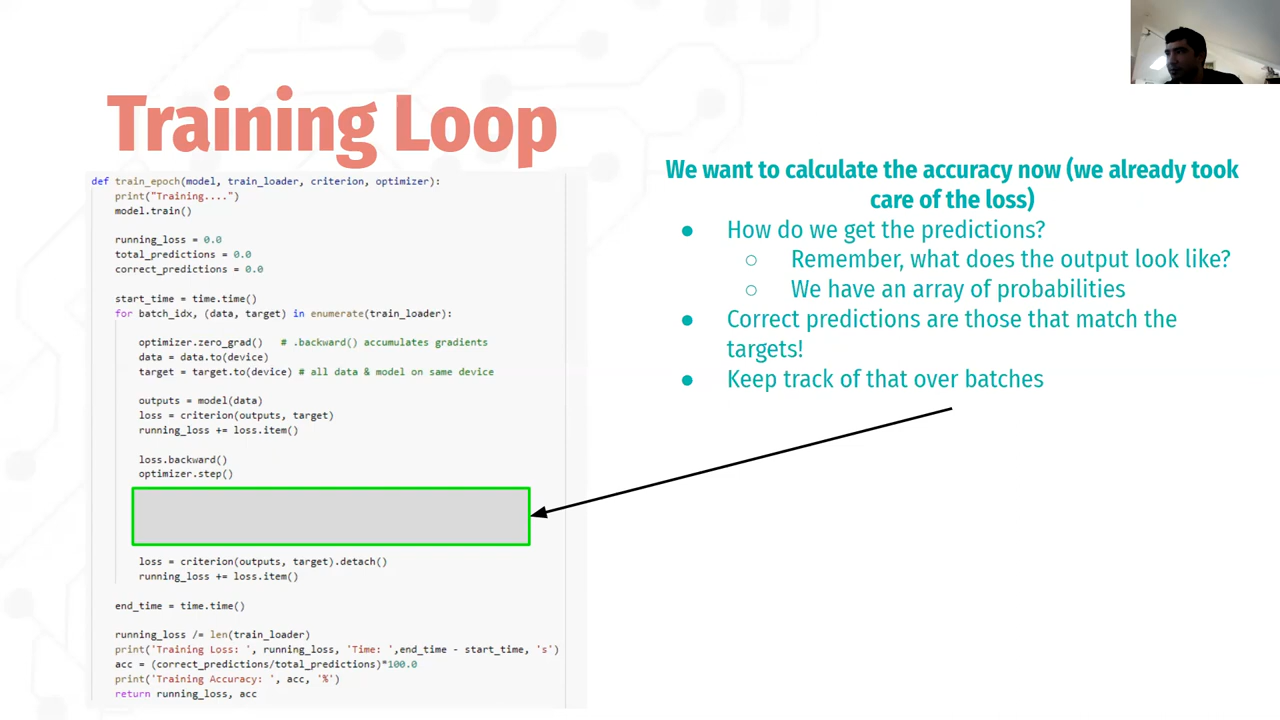 Training Loop
def train_epoch(model, train_loader, criterion, optimizer):
print("Training....")
model.train()
running_loss = 0.0
total_predictions = 0.0
correct_predictions = 0.0
start_time = time.time()
for batch_idx, (data, target) in enumerate(train_loader):
optimizer.zero_grad() # .backward() accumulates gradients
data = data.to(device)
target = target.to(device) # all data & model on same device
outputs = model(data)
loss = criterion(outputs, target)
running_loss += loss.item()
loss.backward()
optimizer.step()
loss = criterion(outputs, target).detach()
running_loss += loss.item()
end_time = time.time()
running_loss /= len(train_loader)
print('Training Loss: ', running_loss, 'Time: ',end_time - start_time, 's')
acc = (correct_predictions/total_predictions)*100.0
print('Training Accuracy: ', acc, '%')
return running_loss, acc
We want to calculate the accuracy now (we already took
care of the loss)
● How do we get the predictions?
○ Remember, what does the output look like?
○ We have an array of probabilities
● Correct predictions are those that match the
targets!
● Keep track of that over batches